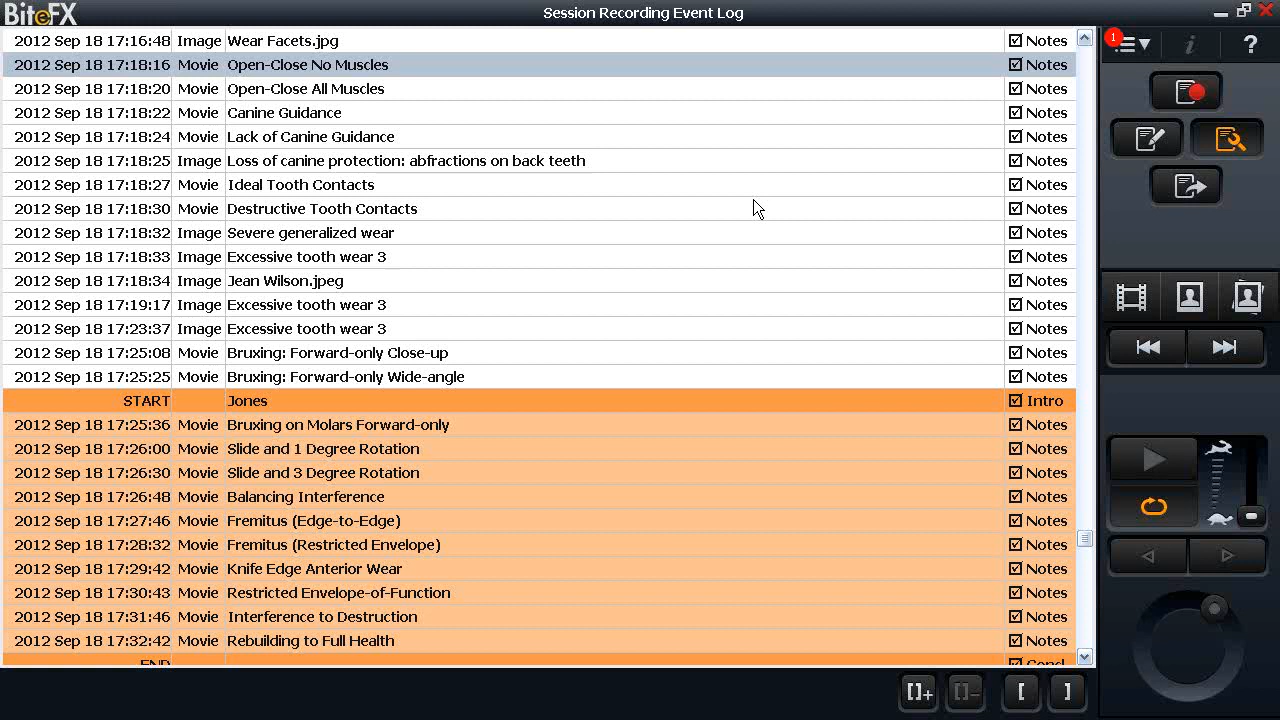 BiteFX
Session Recording Event Log
2012 Sep 18 17:16:48 Image Wear Facets.jpg Notes
2012 Sep 18 17:18:16 Movie Open-Close No Muscles Notes
2012 Sep 18 17:18:20 Movie Open-Close All Muscles Notes
2012 Sep 18 17:18:22 Movie Canine Guidance Notes
2012 Sep 18 17:18:24 Movie Lack of Canine Guidance Notes
2012 Sep 18 17:18:25 Image Loss of canine protection: abfractions on back teeth Notes
2012 Sep 18 17:18:27 Movie Ideal Tooth Contacts Notes
2012 Sep 18 17:18:30 Movie Destructive Tooth Contacts Notes
2012 Sep 18 17:18:32 Image Severe generalized wear Notes
2012 Sep 18 17:18:33 Image Excessive tooth wear 3 Notes
2012 Sep 18 17:18:34 Image Jean Wilson.jpeg Notes
2012 Sep 18 17:19:17 Image Excessive tooth wear 3 Notes
2012 Sep 18 17:23:37 Image Excessive tooth wear 3 Notes
2012 Sep 18 17:25:08 Movie Bruxing: Forward-only Close-up Notes
2012 Sep 18 17:25:25 Movie Bruxing: Forward-only Wide-angle Notes
START Jones Intro
2012 Sep 18 17:25:36 Movie Bruxing on Molars Forward-only Notes
2012 Sep 18 17:26:00 Movie Slide and 1 Degree Rotation Notes
2012 Sep 18 17:26:30 Movie Slide and 3 Degree Rotation Notes
2012 Sep 18 17:26:48 Movie Balancing Interference Notes
2012 Sep 18 17:27:46 Movie Fremitus (Edge-to-Edge) Notes
2012 Sep 18 17:28:32 Movie Fremitus (Restricted Envelope) Notes
2012 Sep 18 17:29:42 Movie Knife Edge Anterior Wear Notes
2012 Sep 18 17:30:43 Movie Restricted Envelope-of-Function Notes
2012 Sep 18 17:31:46 Movie Interference to Destruction Notes
2012 Sep 18 17:32:42 Movie Rebuilding to Full Health Notes
END Concl
1
?
[]+ []- [ ]